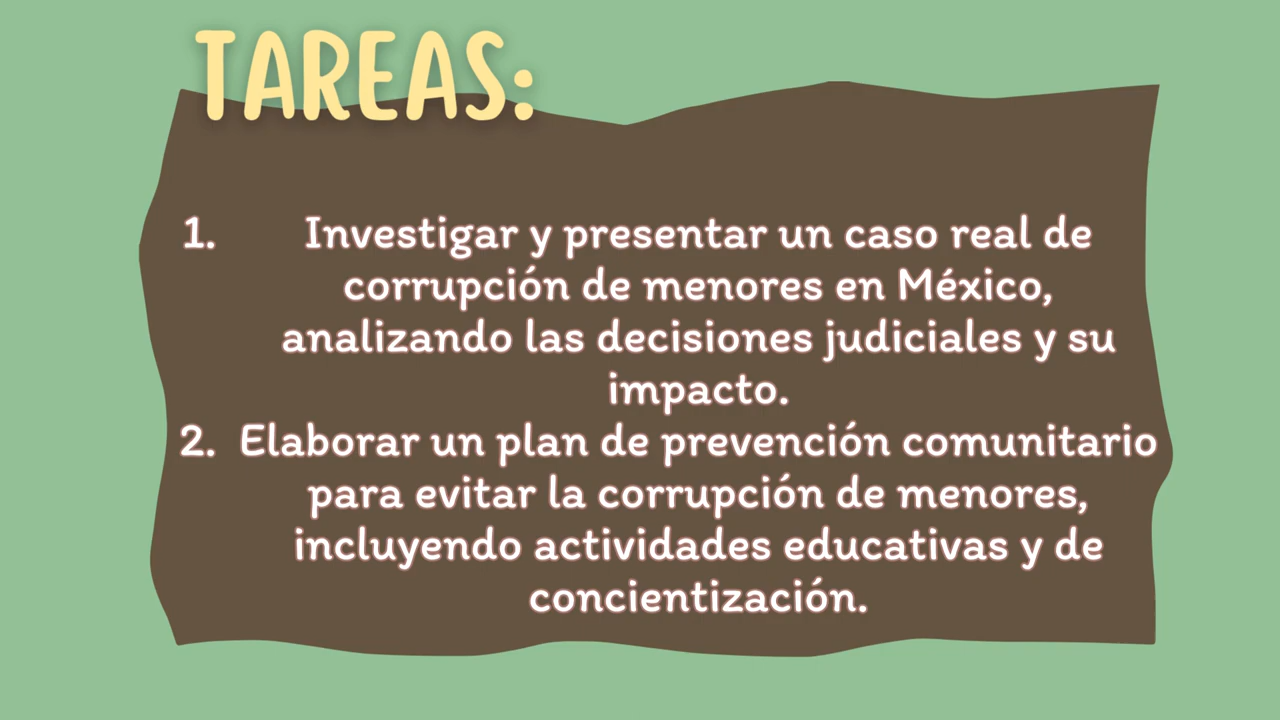 TAREAS:
1. Investigar y presentar un caso real de
corrupción de menores en México,
analizando las decisiones judiciales y su
impacto.
2. Elaborar un plan de prevención comunitario
para evitar la corrupción de menores,
incluyendo actividades educativas y de
concientización.